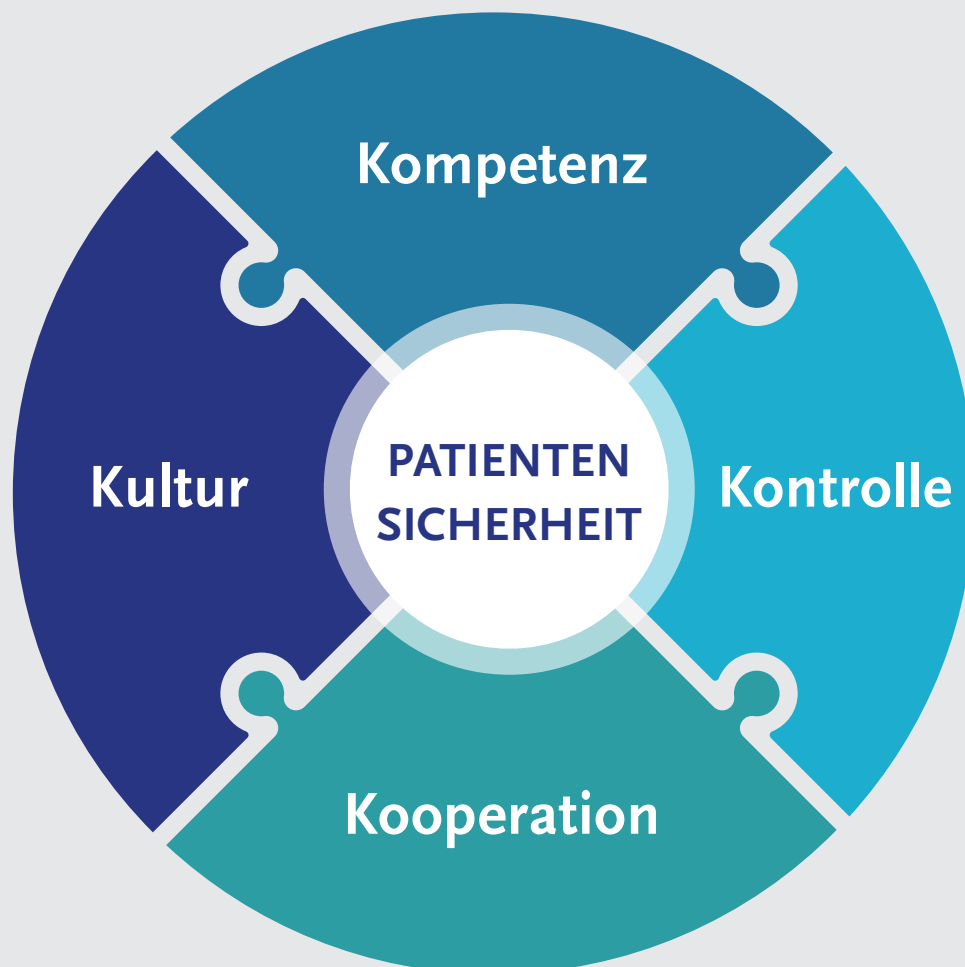 Kompetenz
Kultur
PATIENTEN
SICHERHEIT
Kontrolle
Kooperation